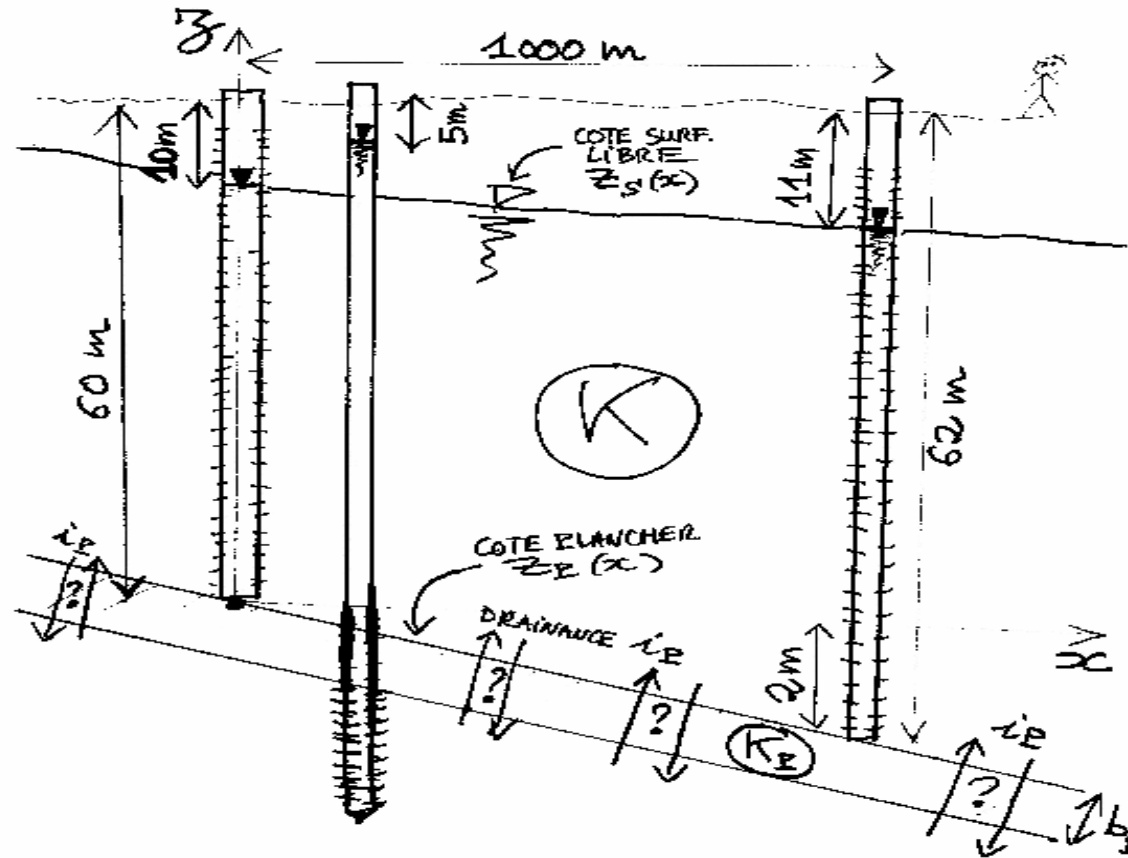 z
1000 m
10m
5m
COTE SURF.
LIBRE
Zs(x)
11m
60 m
K
62 m
COTE PLANCHER
Zp(x)
ip
?
DRAINANCE ip
?
?
2m
x
Kp
ip
?